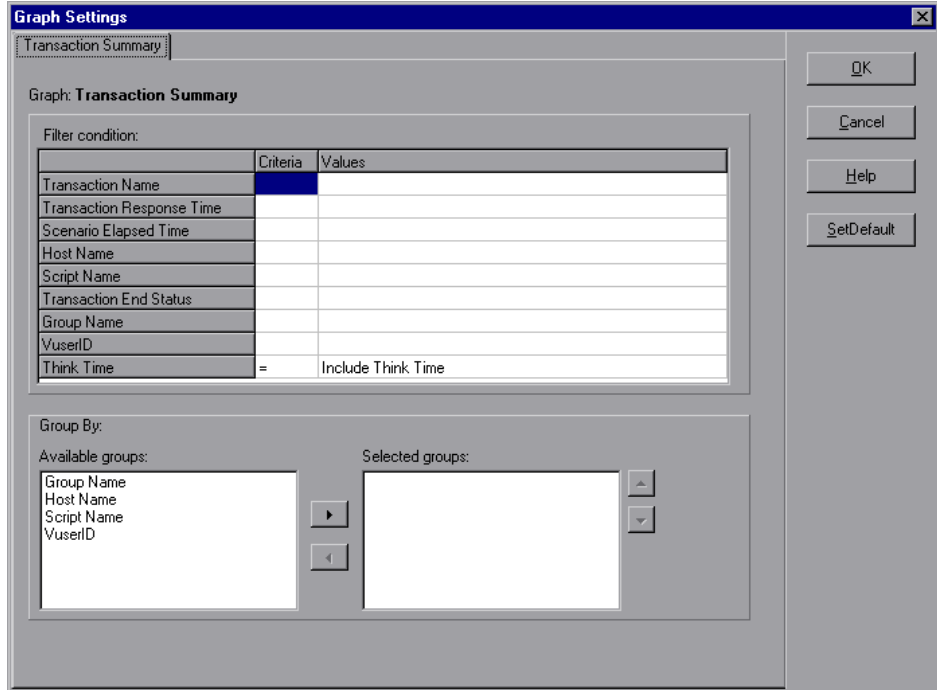 Graph Settings
Transaction Summary
Graph: Transaction Summary
Filter condition:
Criteria Values
Transaction Name
Transaction Response Time
Scenario Elapsed Time
Host Name
Script Name
Transaction End Status
Group Name
VuserID
Think Time = Include Think Time
Group By:
Available groups: Selected groups:
Group Name
Host Name
Script Name
VuserID
OK
Cancel
Help
SetDefault